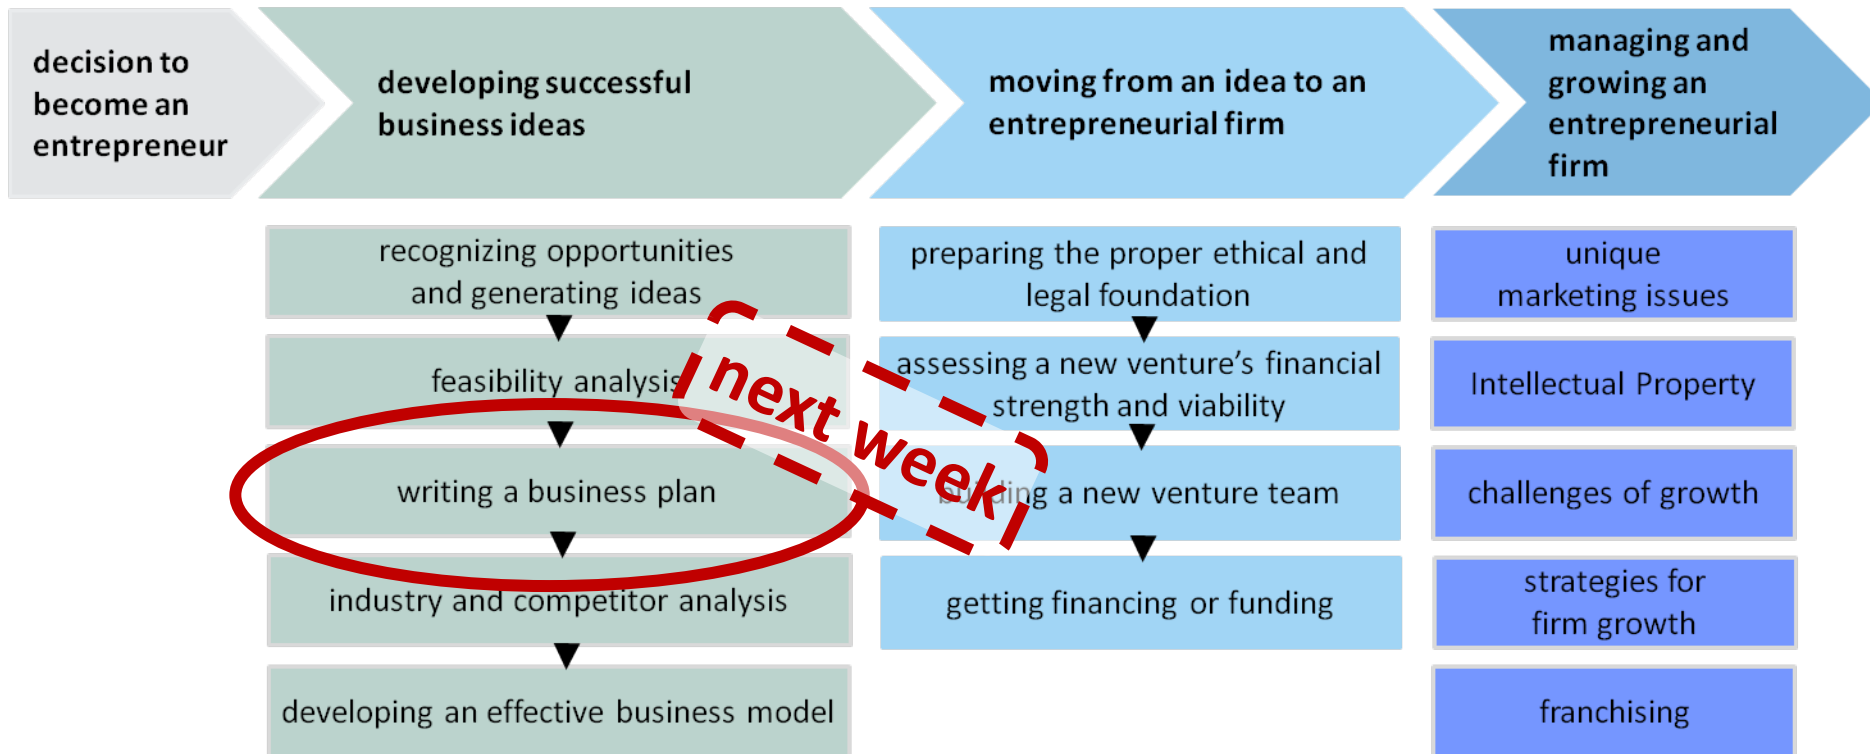 decision to
become an
entrepreneur
developing successful
business ideas
moving from an idea to an
entrepreneurial firm
managing and
growing an
entrepreneurial
firm
recognizing opportunities
and generating ideas
feasibility analysis
writing a business plan
industry and competitor analysis
developing an effective business model
next week
preparing the proper ethical and
legal foundation
assessing a new venture’s financial
strength and viability
building a new venture team
getting financing or funding
unique
marketing issues
Intellectual Property
challenges of growth
strategies for
firm growth
franchising